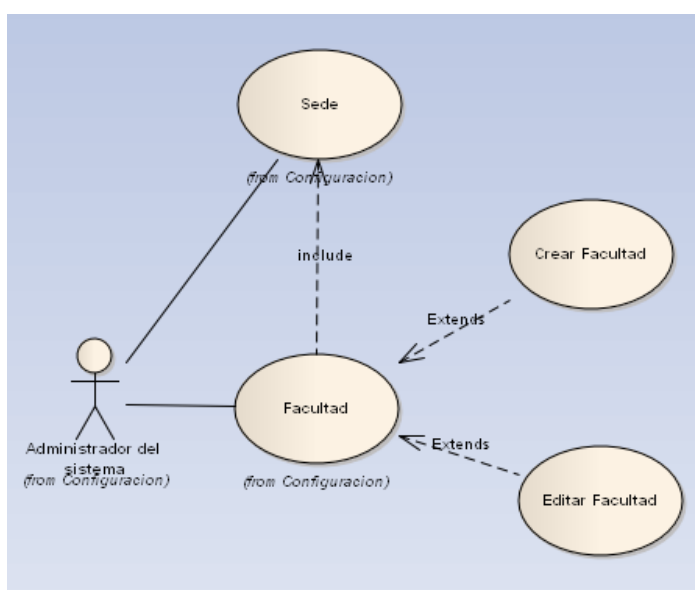 Sede
(from Configuracion)
include
Crear Facultad
Extends
Facultad
(from Configuracion)
Extends
Editar Facultad
Administrador del
sistema
(from Configuracion)